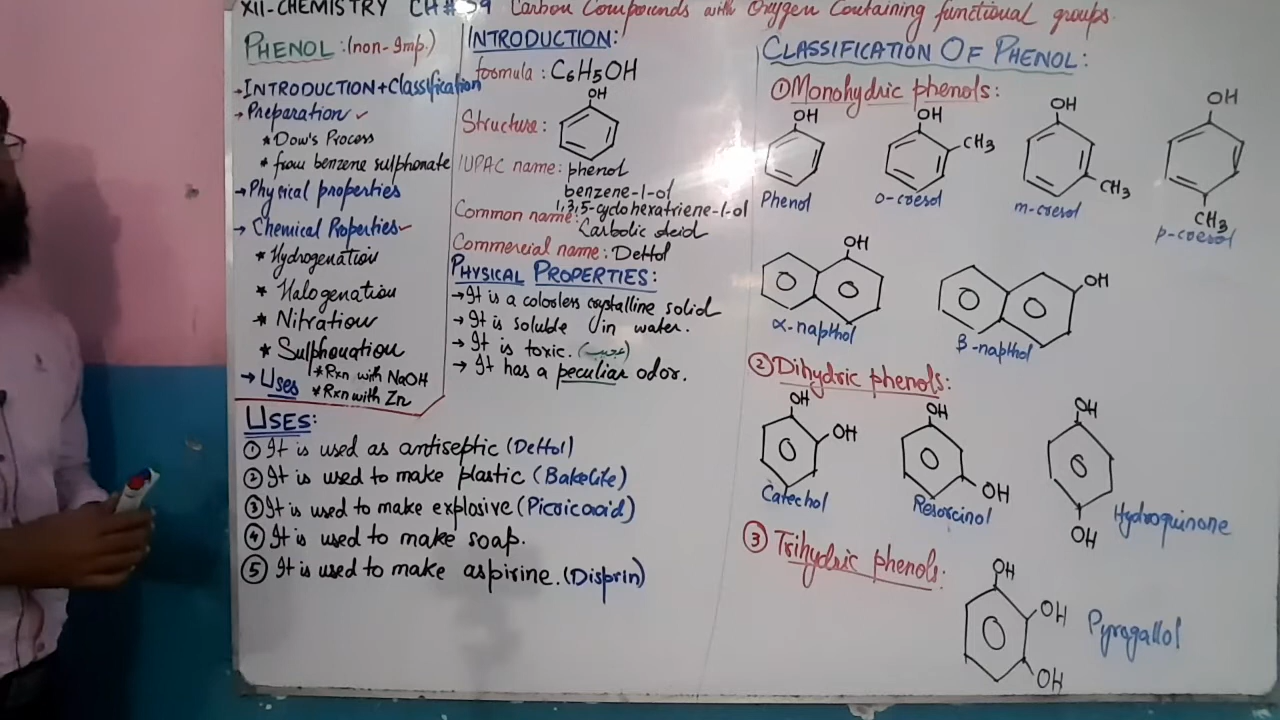 XII-CHEMISTRY CH# 39 Carbon Compounds with Oxygen Containing functional groups.
PHENOL: (non-Imp.)
→ INTRODUCTION + Classification
→ Preparation ✓
* Dow's Process
* from benzene sulphonate
→ Physical properties
→ Chemical Properties ✓
* Hydrogenation
* Halogenation
* Nitration
* Sulphonation
* Rxn with NaOH
* Rxn with Zn
→ Uses
INTRODUCTION:
formula: C6H5OH
OH
Structure:
IUPAC name: phenol
benzene-1-ol
1,3,5-cyclohexatriene-1-ol
Common name: Carbolic acid
Commercial name: Dettol
PHYSICAL PROPERTIES:
→ It is a colorless crystalline solid
→ It is soluble in water.
→ It is toxic. (عجیب)
→ It has a peculiar odor.
USES:
① It is used as antiseptic (Dettol)
② It is used to make plastic (Bakelite)
③ It is used to make explosive (Picric acid)
④ It is used to make soap.
⑤ It is used to make aspirine. (Disprin)
CLASSIFICATION OF PHENOL:
① Monohydric phenols:
OH
Phenol
OH
CH3
o-cresol
OH
CH3
m-cresol
OH
CH3
p-cresol
OH
α-napthol
OH
β-napthol
② Dihydric phenols:
OH
OH
Catechol
OH
OH
Resorcinol
OH
OH
Hydroquinone
③ Trihydric phenols:
OH
OH
OH
Pyrogallol